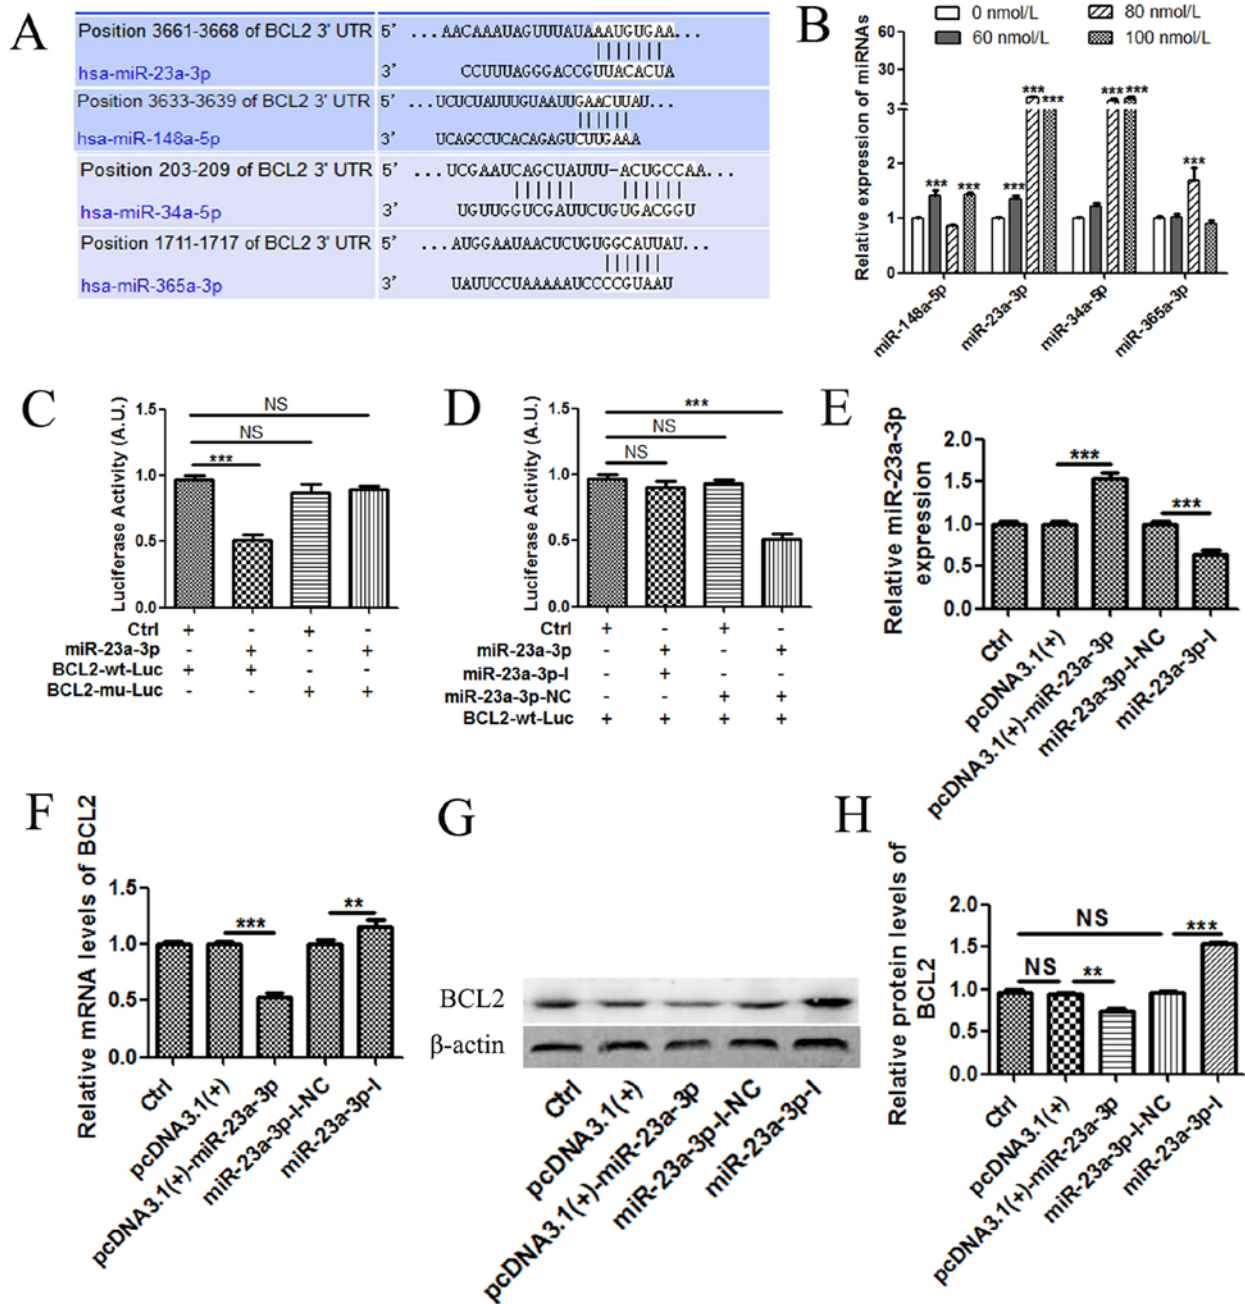 A
Position 3661-3668 of BCL2 3' UTR 5' ...AACAAAUAGUUUAUAAAUGUGAA...
hsa-miR-23a-3p 3' CCUUUAGGGACCGUUACACUA
Position 3633-3639 of BCL2 3' UTR 5' ...UCUCUAUUUGUAAUUGAACUUAU...
hsa-miR-148a-5p 3' UCAGCCUCACAGAGUCUUGAAA
Position 203-209 of BCL2 3' UTR 5' ...UCGAAUCAGCUAUUU-ACUGCCAA...
hsa-miR-34a-5p 3' UGUUGGUCGAUUCUGUGACGGU
Position 1711-1717 of BCL2 3' UTR 5' ...AUGGAAUAACUCUGUGGCAUUAU...
hsa-miR-365a-3p 3' UAUUCCUAAAAAUCCCCGUAAU
B
0 nmol/L 80 nmol/L
60 nmol/L 100 nmol/L
Relative expression of miRNAs
60
30
3
2
1
0
*** *** *** *** *** *** *** ***
miR-148a-5p miR-23a-3p miR-34a-5p miR-365a-3p
C
Luciferase Activity (A.U.)
1.5
1.0
0.5
0.0
NS
NS
***
Ctrl + - + -
miR-23a-3p - + - +
BCL2-wt-Luc + + - -
BCL2-mu-Luc - - + +
D
Luciferase Activity (A.U.)
1.5
1.0
0.5
0.0
***
NS
NS
Ctrl + - + -
miR-23a-3p - + - +
miR-23a-3p-I - + - -
miR-23a-3p-NC - - + +
BCL2-wt-Luc + + + +
E
Relative miR-23a-3p
expression
2.0
1.5
1.0
0.5
0.0
*** ***
Ctrl
pcDNA3.1(+)
pcDNA3.1(+)-miR-23a-3p
miR-23a-3p-I-NC
miR-23a-3p-I
F
Relative mRNA levels of BCL2
1.5
1.0
0.5
0.0
*** **
Ctrl
pcDNA3.1(+)
pcDNA3.1(+)-miR-23a-3p
miR-23a-3p-I-NC
miR-23a-3p-I
G
BCL2
β-actin
Ctrl
pcDNA3.1(+)
pcDNA3.1(+)-miR-23a-3p
miR-23a-3p-I-NC
miR-23a-3p-I
H
Relative protein levels of
BCL2
2.0
1.5
1.0
0.5
0.0
NS ***
NS **
Ctrl
pcDNA3.1(+)
pcDNA3.1(+)-miR-23a-3p
miR-23a-3p-I-NC
miR-23a-3p-I